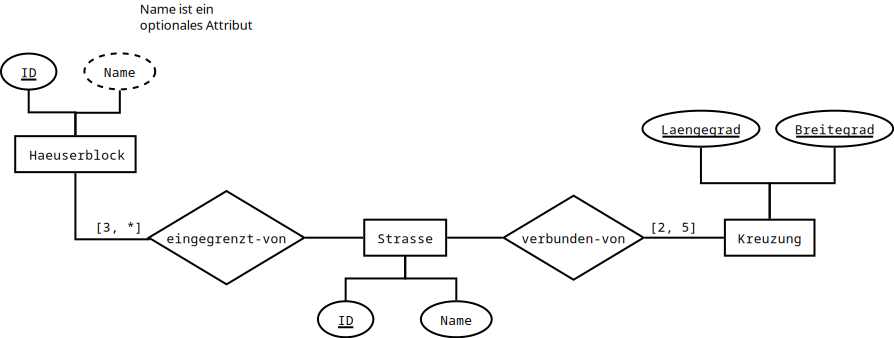 Name ist ein
optionales Attribut
ID
Name
Haeuserblock
Laengegrad
Breitegrad
[3, *]
eingegrenzt-von
Strasse
verbunden-von
[2, 5]
Kreuzung
ID
Name